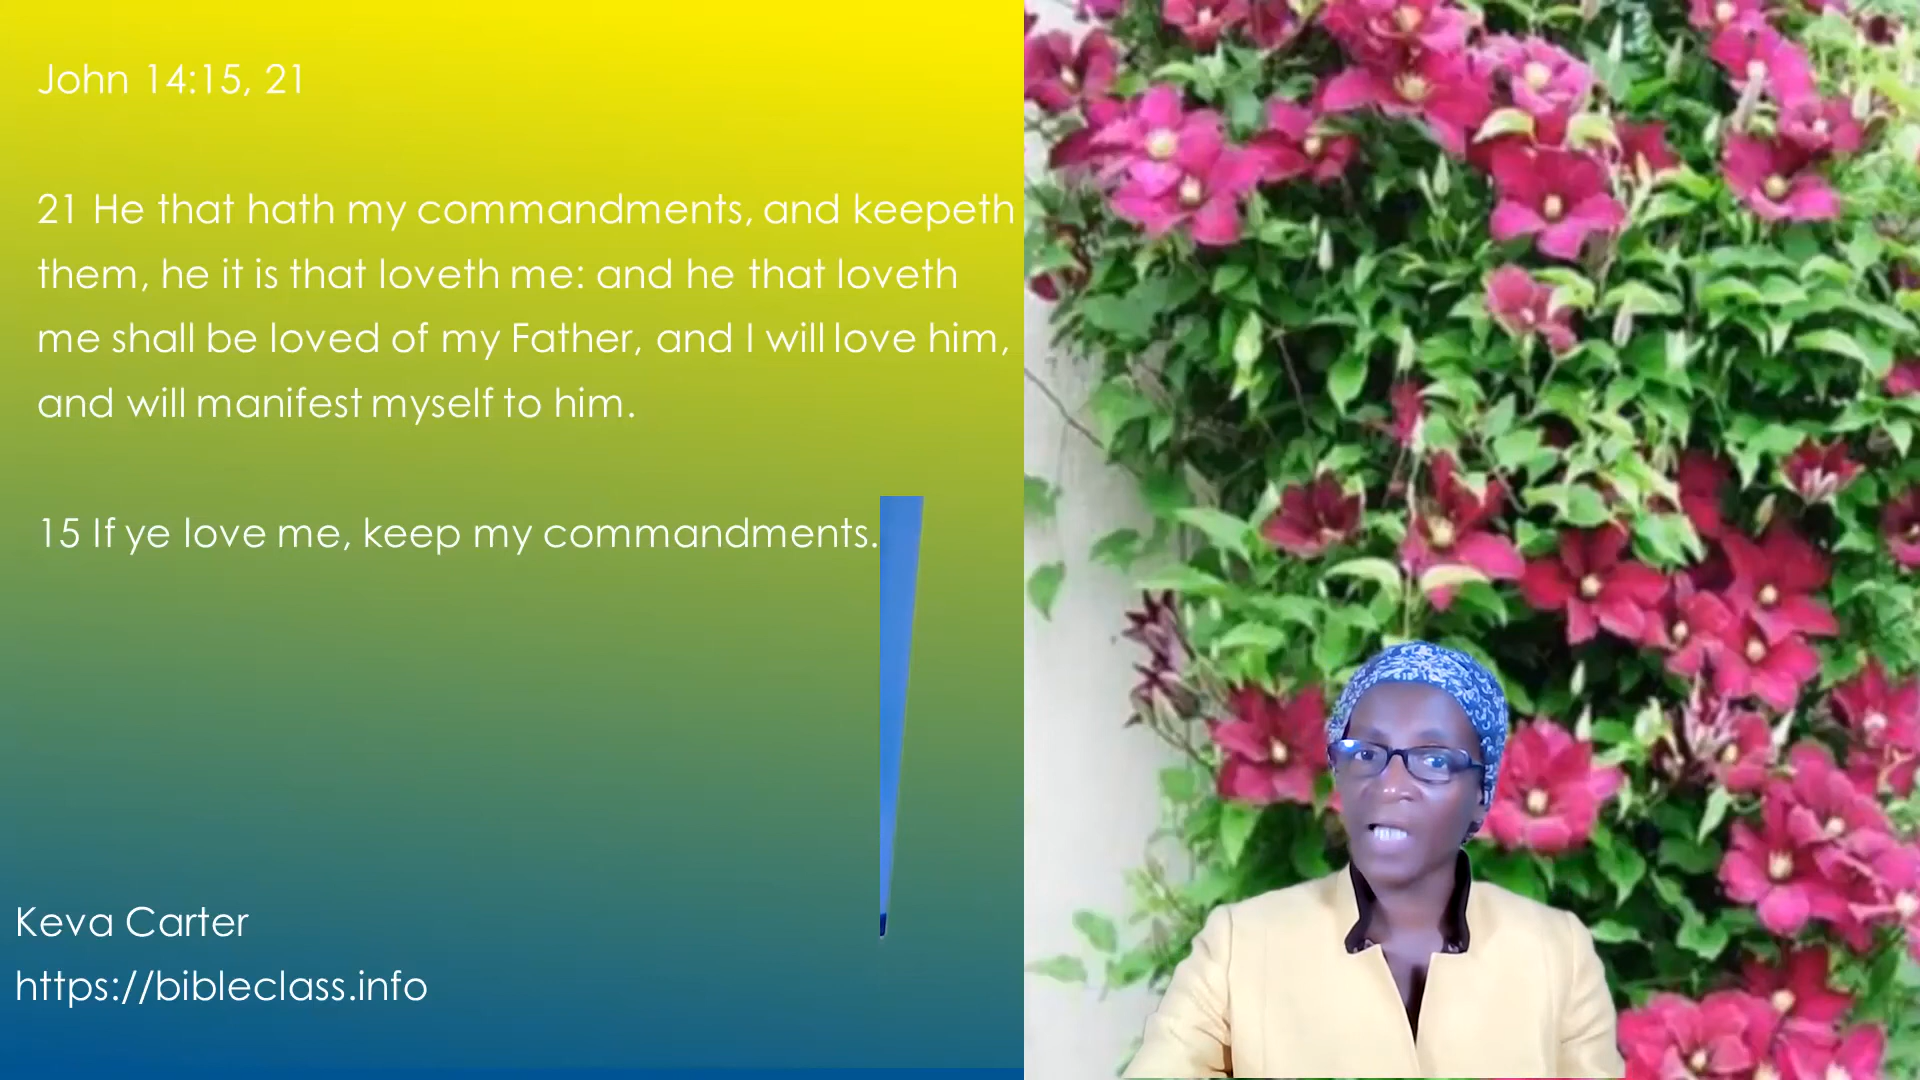 John 14:15, 21
21 He that hath my commandments, and keepeth
them, he it is that loveth me: and he that loveth
me shall be loved of my Father, and I will love him,
and will manifest myself to him.
15 If ye love me, keep my commandments.
Keva Carter
https://bibleclass.info